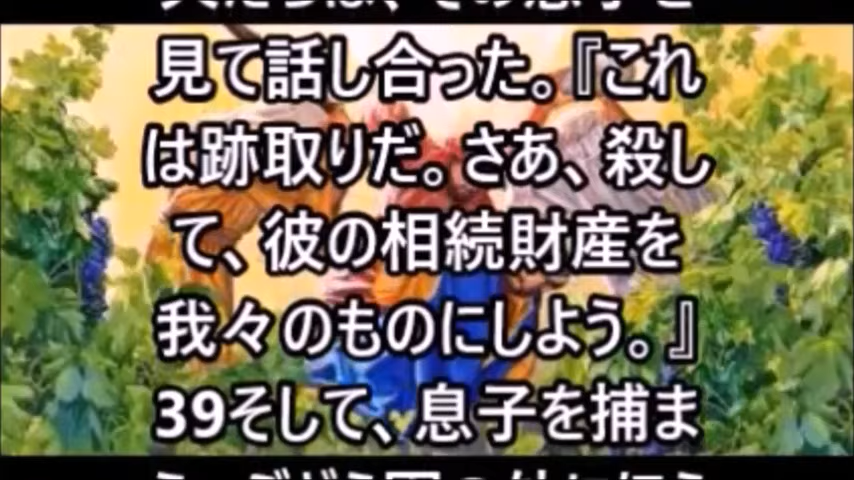 見て話し合った。『これ
は跡取りだ。さあ、殺し
て、彼の相続財産を
我々のものにしよう。』
39そして、息子を捕ま